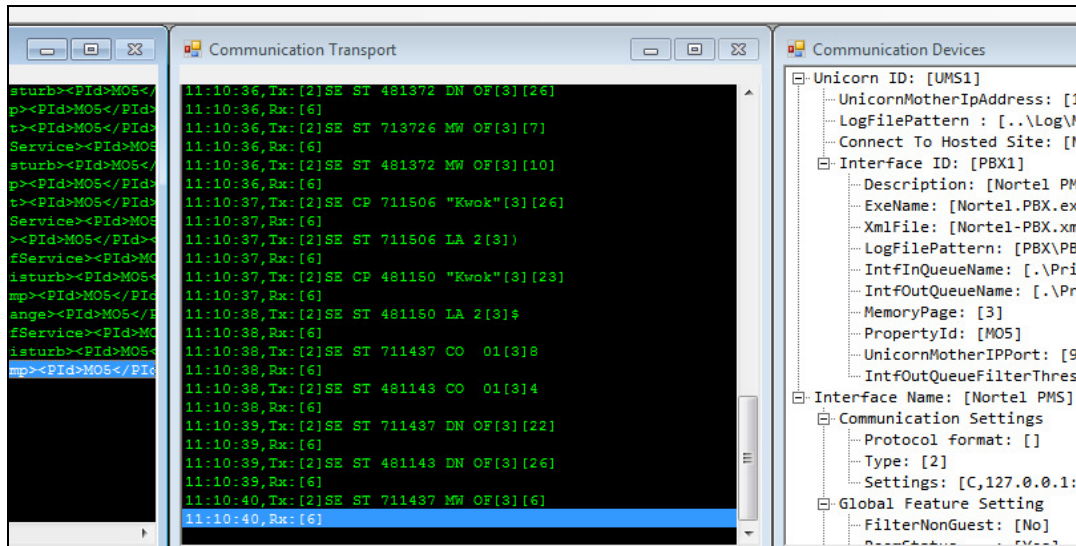 Communication Transport
Communication Devices
sturb><PId>MO5</
p><PId>MO5</PId>
t><PId>MO5</PId>
Service><PId>MO5
sturb><PId>MO5</
p><PId>MO5</PId>
t><PId>MO5</PId>
Service><PId>MO5
><PId>MO5</PId><
fService><PId>MO
isturb><PId>MO5<
mp><PId>MO5</PId
ange><PId>MO5</P
fService><PId>MO
isturb><PId>MO5<
mp><PId>MO5</PId
11:10:36,Tx:[2]SE ST 481372 DN OF[3][26]
11:10:36,Rx:[6]
11:10:36,Tx:[2]SE ST 713726 MW OF[3][7]
11:10:36,Rx:[6]
11:10:36,Tx:[2]SE ST 481372 MW OF[3][10]
11:10:36,Rx:[6]
11:10:37,Tx:[2]SE CP 711506 "Kwok"[3][26]
11:10:37,Rx:[6]
11:10:37,Tx:[2]SE ST 711506 LA 2[3])
11:10:37,Rx:[6]
11:10:37,Tx:[2]SE CP 481150 "Kwok"[3][23]
11:10:37,Rx:[6]
11:10:38,Tx:[2]SE ST 481150 LA 2[3]$
11:10:38,Rx:[6]
11:10:38,Tx:[2]SE ST 711437 CO  01[3]8
11:10:38,Rx:[6]
11:10:38,Tx:[2]SE ST 481143 CO  01[3]4
11:10:38,Rx:[6]
11:10:39,Tx:[2]SE ST 711437 DN OF[3][22]
11:10:39,Rx:[6]
11:10:39,Tx:[2]SE ST 481143 DN OF[3][26]
11:10:39,Rx:[6]
11:10:40,Tx:[2]SE ST 711437 MW OF[3][6]
11:10:40,Rx:[6]
Unicorn ID: [UMS1]
UnicornMotherIpAddress: [1
LogFilePattern : [..\Log\M
Connect To Hosted Site: [N
Interface ID: [PBX1]
Description: [Nortel PM
ExeName: [Nortel.PBX.ex
XmlFile: [Nortel-PBX.xm
LogFilePattern: [PBX\PB
IntfInQueueName: [.\Pri
IntfOutQueueName: [.\Pr
MemoryPage: [3]
PropertyId: [MO5]
UnicornMotherIPPort: [9
IntfOutQueueFilterThres
Interface Name: [Nortel PMS]
Communication Settings
Protocol format: []
Type: [2]
Settings: [C,127.0.0.1:
Global Feature Setting
FilterNonGuest: [No]